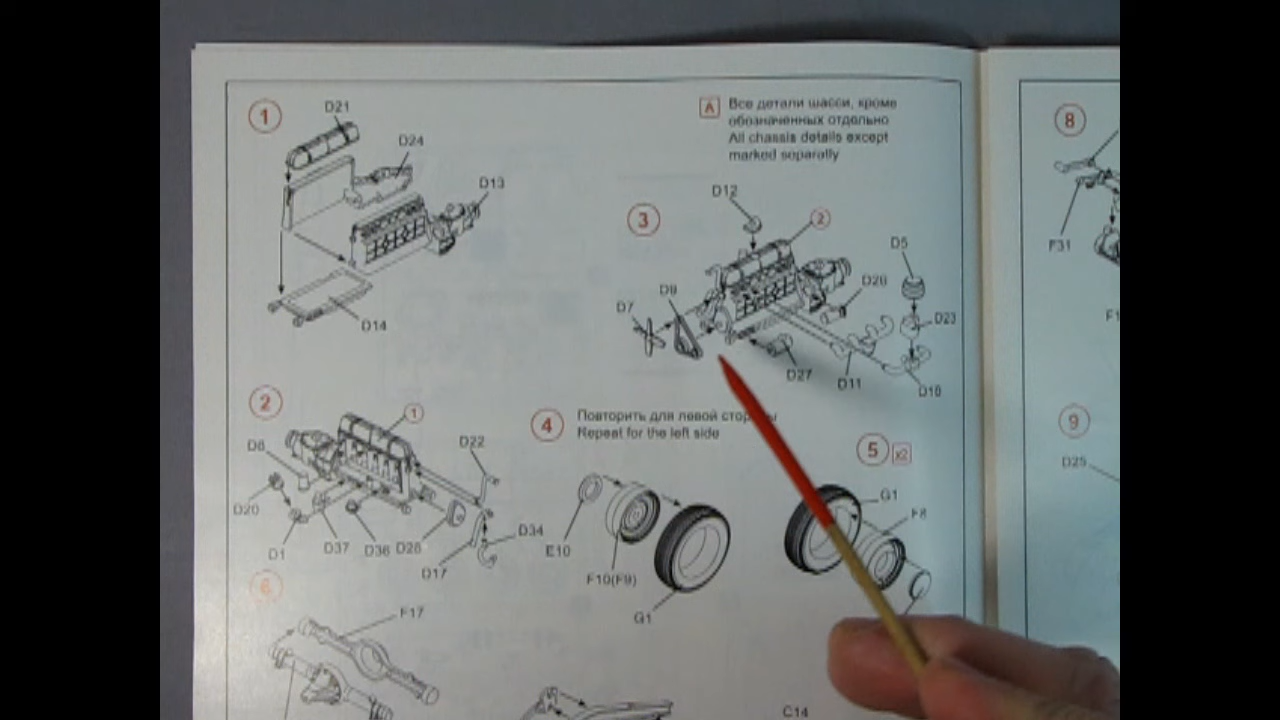 1
D21
D24
D13
D14
A
Все детали шасси, кроме
обозначенных отдельно
All chassis details except
marked separatly
3
D12
2
D5
D26
D9
D7
D23
D27
D11
D10
2
1
D8
D22
D20
D1
D37
D36
D28
D34
D17
4
Повторить для левой стороны
Repeat for the left side
E10
F10(F9)
G1
5
x2
G1
F8
6
F17
C14
8
F31
F1
9
D25